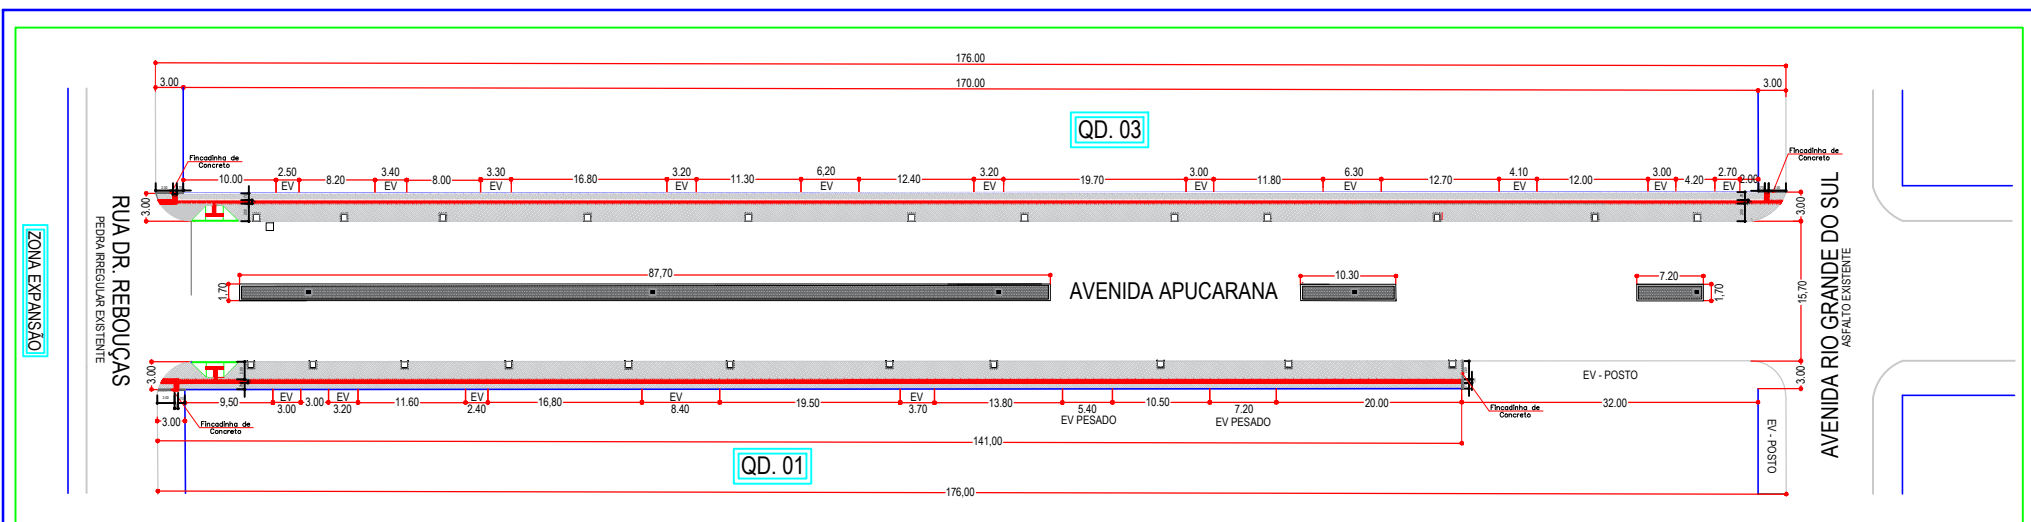 176.00
3.00
170.00
3.00
QD. 03
Fincadinha de
Concreto
Fincadinha de
Concreto
10.00
2.50
EV
8.20
3.40
EV
8.00
3.30
EV
16.80
3.20
EV
11.30
6.20
EV
12.40
3.20
EV
19.70
3.00
EV
11.80
6.30
EV
12.70
4.10
EV
12.00
3.00
EV
4.20
2.70
EV
2.00
3.00
3.00
ZONA EXPANSÃO
RUA DR. REBOUÇAS
PEDRA IRREGULAR EXISTENTE
87,70
1,70
AVENIDA APUCARANA
10.30
7.20
1,70
15,70
AVENIDA RIO GRANDE DO SUL
ASFALTO EXISTENTE
3.00
3.00
EV - POSTO
EV - POSTO
9,50
EV
3.00
3.00
EV
3.20
11.60
EV
2.40
16,80
EV
8.40
19.50
EV
3.70
13.80
5.40
EV PESADO
10.50
7.20
EV PESADO
20.00
Fincadinha de
Concreto
32.00
3.00
Fincadinha de
Concreto
141,00
QD. 01
176,00